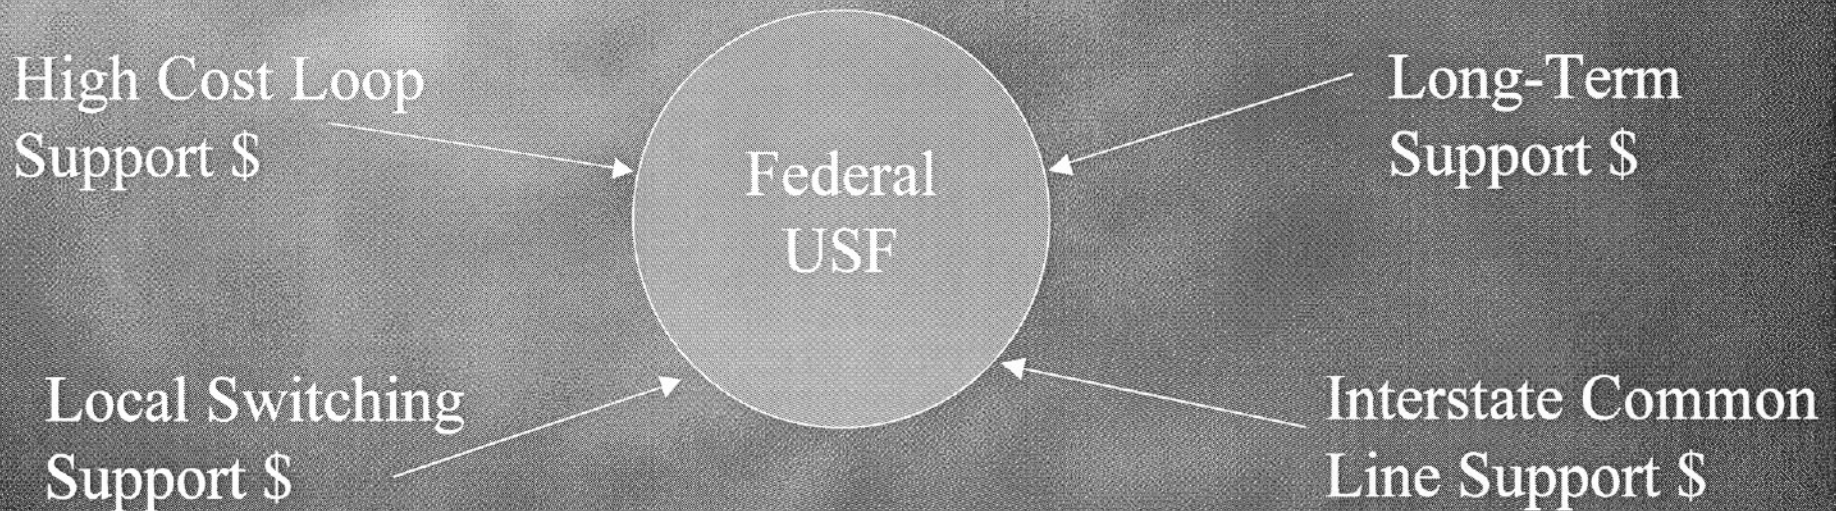 High Cost Loop
Support $
Federal
USF
Long-Term
Support $
Local Switching
Support $
Interstate Common
Line Support $